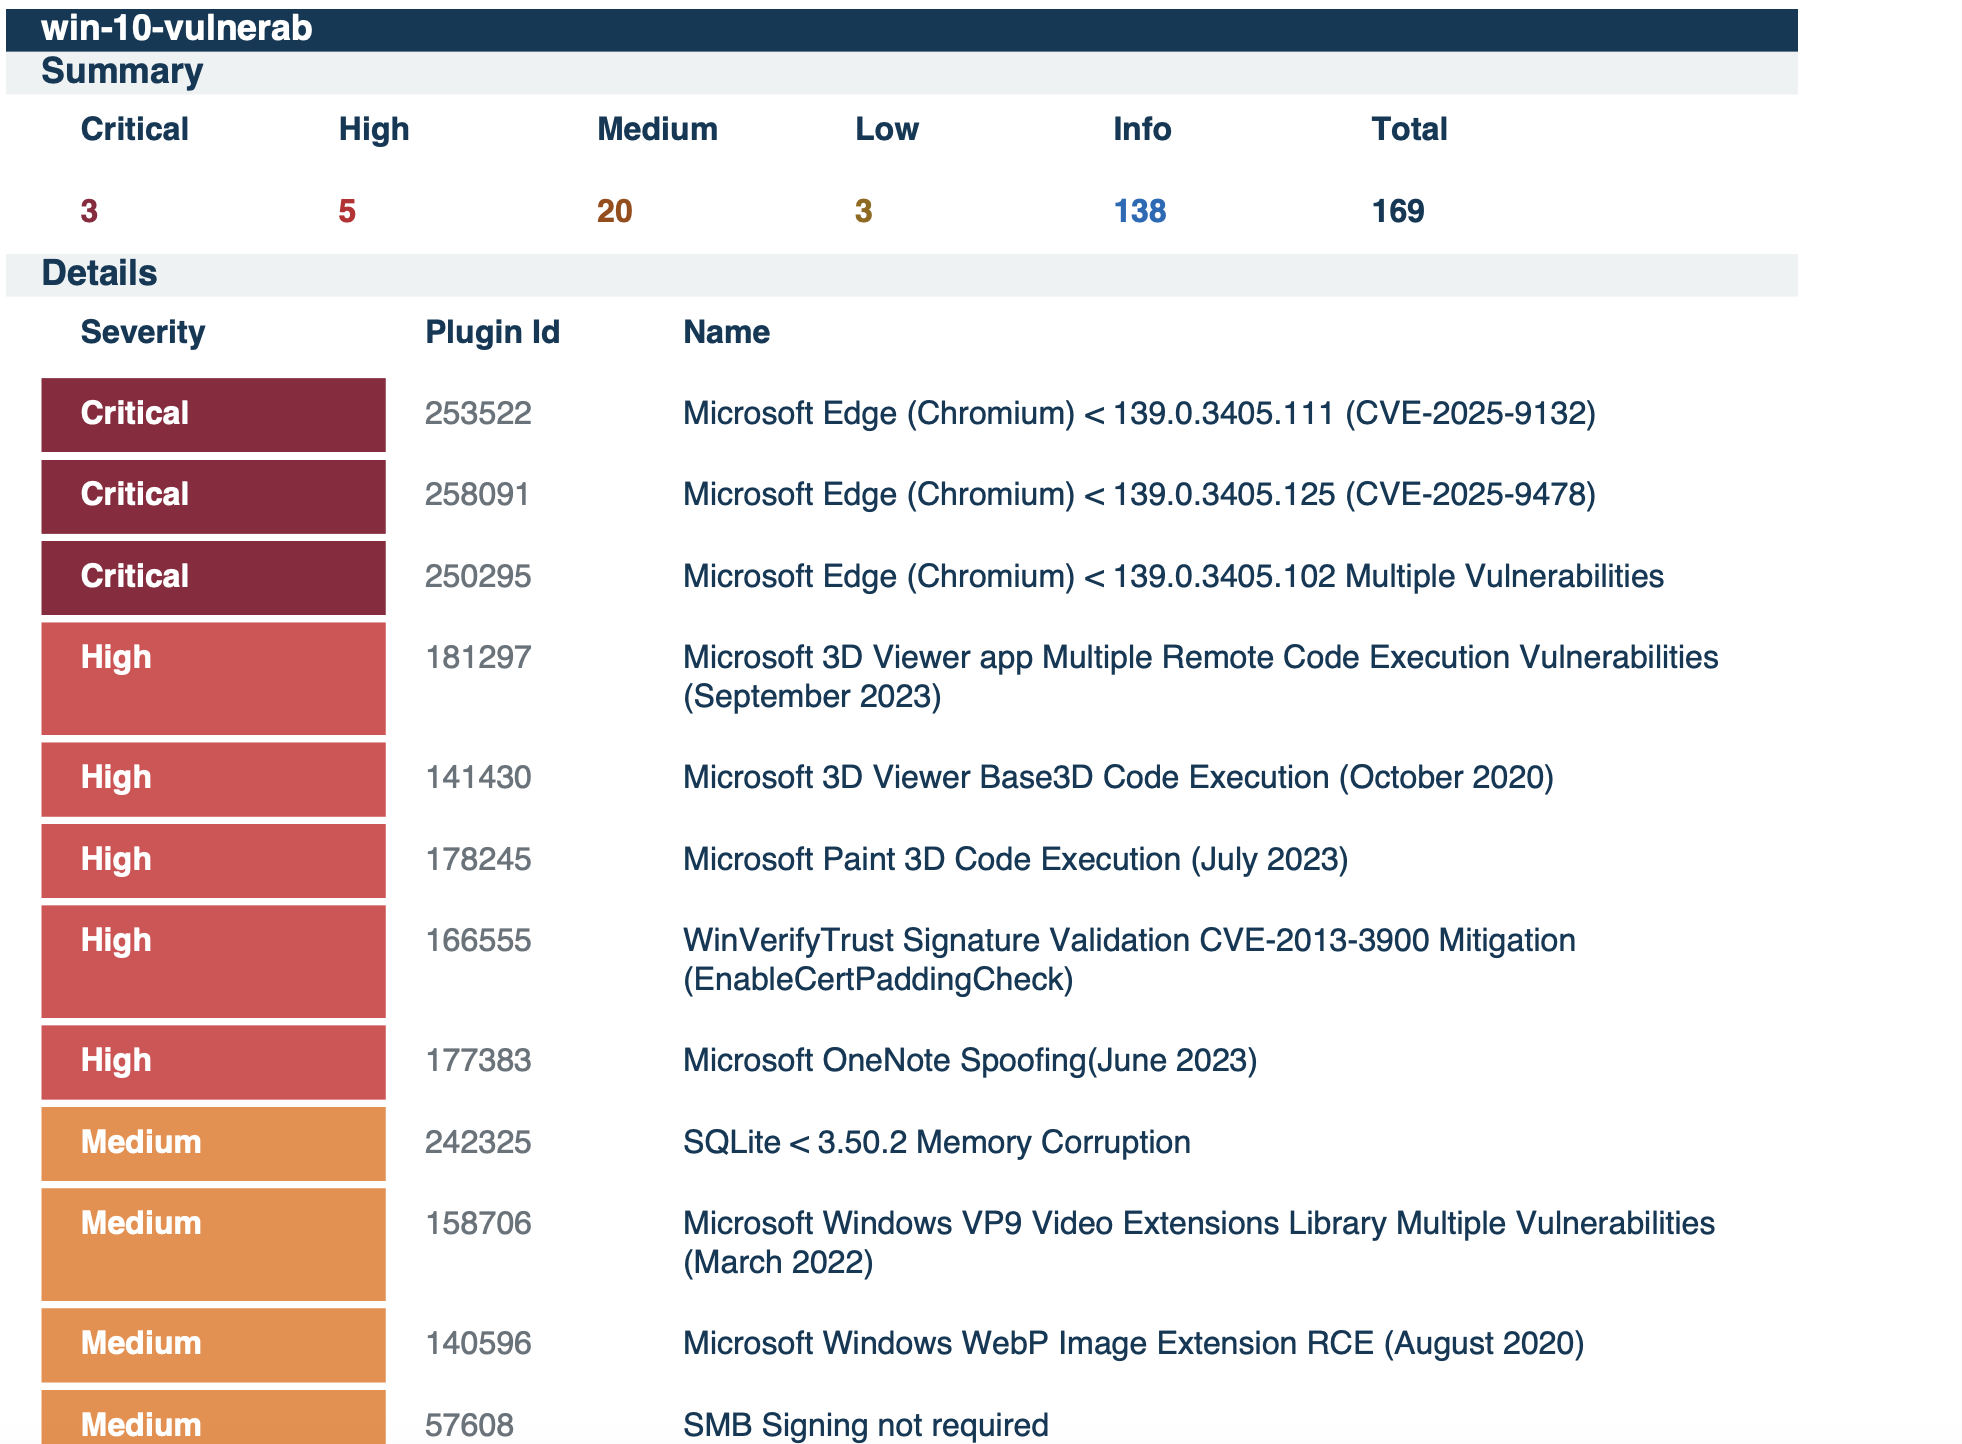 win-10-vulnerab
Summary
Critical High Medium Low Info Total
3 5 20 3 138 169
Details
Severity Plugin Id Name
Critical 253522 Microsoft Edge (Chromium) < 139.0.3405.111 (CVE-2025-9132)
Critical 258091 Microsoft Edge (Chromium) < 139.0.3405.125 (CVE-2025-9478)
Critical 250295 Microsoft Edge (Chromium) < 139.0.3405.102 Multiple Vulnerabilities
High 181297 Microsoft 3D Viewer app Multiple Remote Code Execution Vulnerabilities
(September 2023)
High 141430 Microsoft 3D Viewer Base3D Code Execution (October 2020)
High 178245 Microsoft Paint 3D Code Execution (July 2023)
High 166555 WinVerifyTrust Signature Validation CVE-2013-3900 Mitigation
(EnableCertPaddingCheck)
High 177383 Microsoft OneNote Spoofing(June 2023)
Medium 242325 SQLite < 3.50.2 Memory Corruption
Medium 158706 Microsoft Windows VP9 Video Extensions Library Multiple Vulnerabilities
(March 2022)
Medium 140596 Microsoft Windows WebP Image Extension RCE (August 2020)
Medium 57608 SMB Signing not required